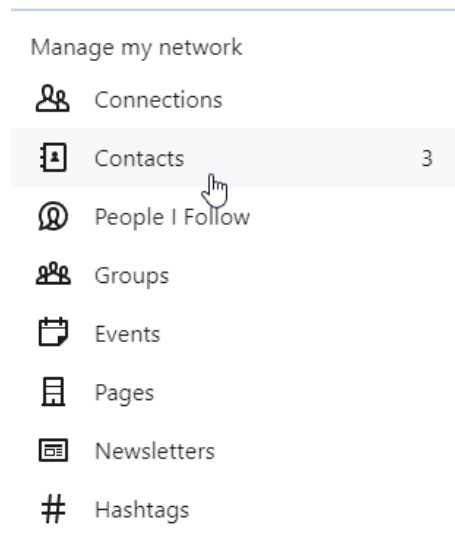 Manage my network
Connections
Contacts 3
People I Follow
Groups
Events
Pages
Newsletters
# Hashtags